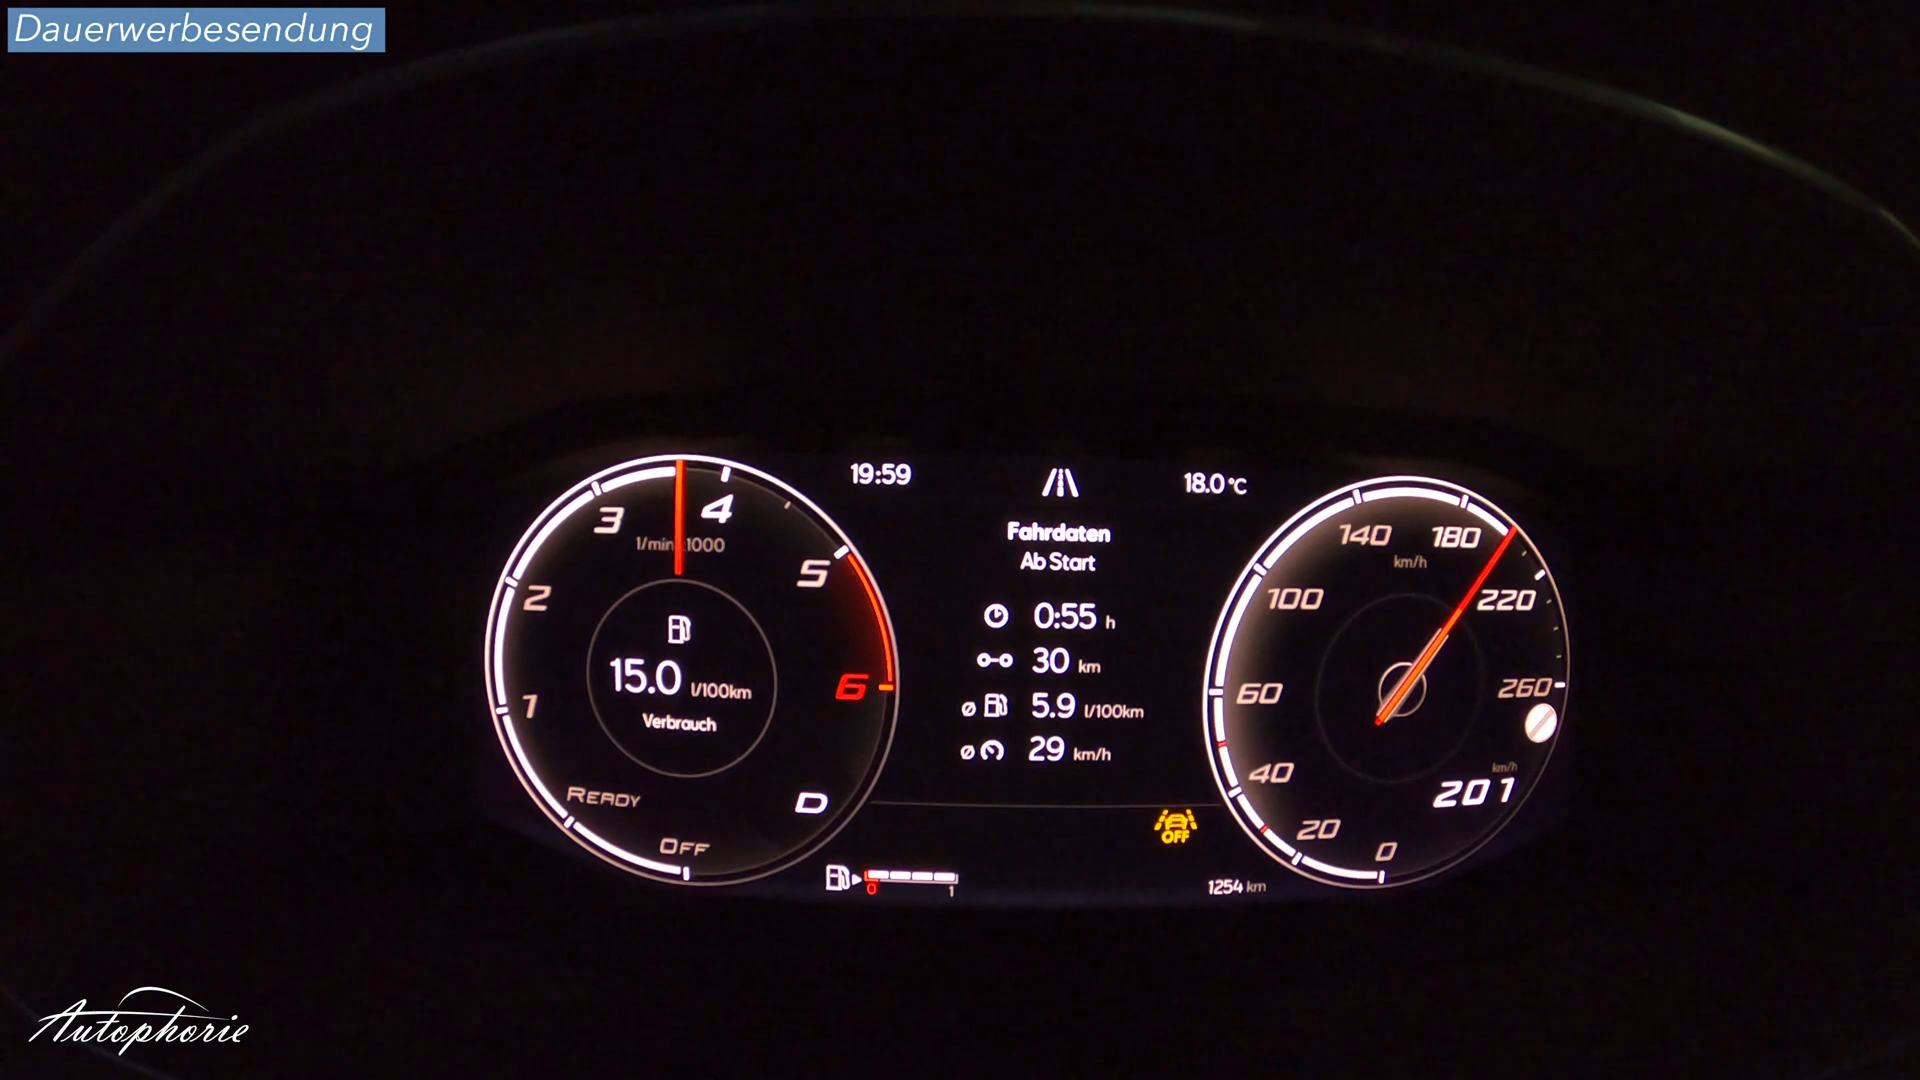 Dauerwerbesendung
19:59
18.0 °C
Fahrdaten
Ab Start
0:55 h
30 km
ø 5.9 l/100km
ø 29 km/h
1/min x1000
OFF
READY
1
2
3
4
5
6
15.0 l/100km
Verbrauch
D
km/h
0
20
40
60
100
140
180
220
260
km/h
201
OFF
0 1
1254 km
Autophorie